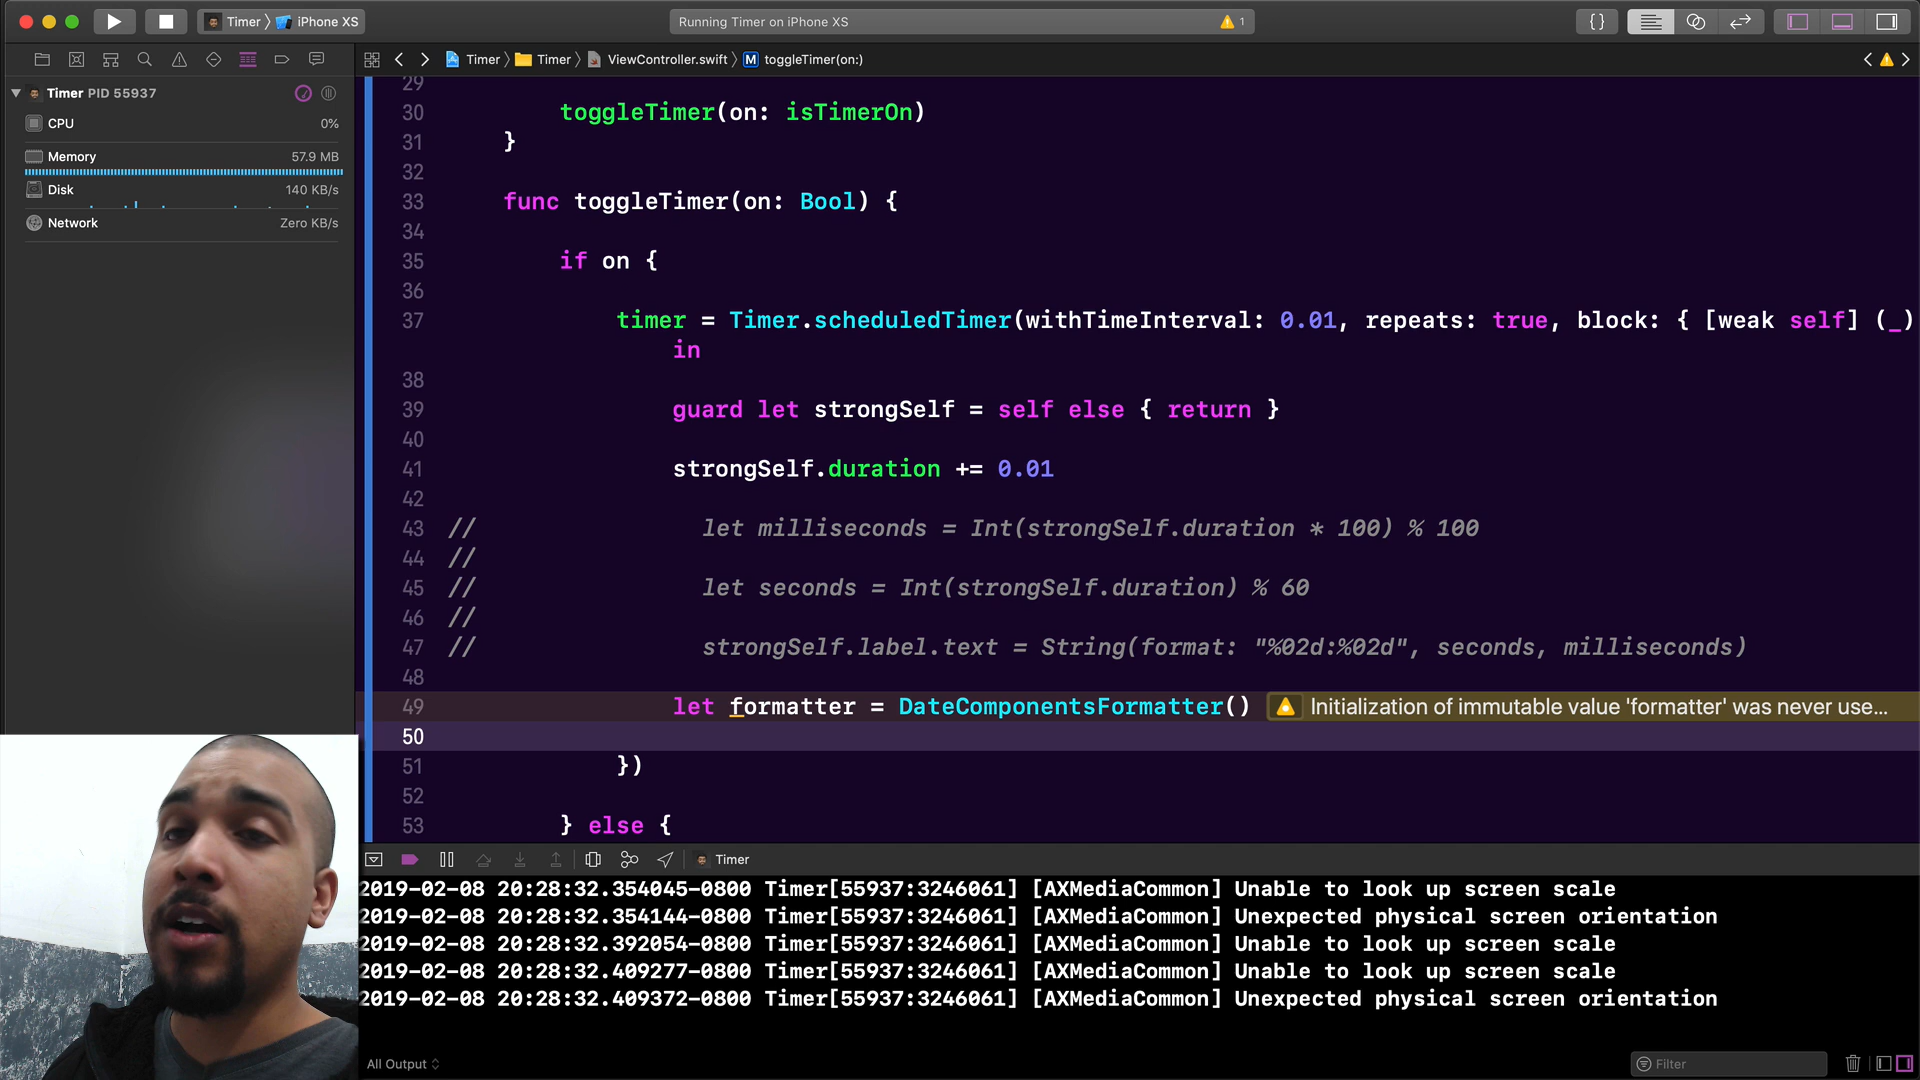 Timer iPhone XS
Running Timer on iPhone XS 1
{}
Timer Timer ViewController.swift M toggleTimer(on:)
Timer PID 55937
CPU 0%
Memory 57.9 MB
Disk 140 KB/s
Network Zero KB/s
29
30 toggleTimer(on: isTimerOn)
31 }
32
33 func toggleTimer(on: Bool) {
34
35 if on {
36
37 timer = Timer.scheduledTimer(withTimeInterval: 0.01, repeats: true, block: { [weak self] (_)
in
38
39 guard let strongSelf = self else { return }
40
41 strongSelf.duration += 0.01
42
43 // let milliseconds = Int(strongSelf.duration * 100) % 100
44 //
45 // let seconds = Int(strongSelf.duration) % 60
46 //
47 // strongSelf.label.text = String(format: "%02d:%02d", seconds, milliseconds)
48
49 let formatter = DateComponentsFormatter() Initialization of immutable value 'formatter' was never use...
50
51 })
52
53 } else {
Timer
2019-02-08 20:28:32.354045-0800 Timer[55937:3246061] [AXMediaCommon] Unable to look up screen scale
2019-02-08 20:28:32.354144-0800 Timer[55937:3246061] [AXMediaCommon] Unexpected physical screen orientation
2019-02-08 20:28:32.392054-0800 Timer[55937:3246061] [AXMediaCommon] Unable to look up screen scale
2019-02-08 20:28:32.409277-0800 Timer[55937:3246061] [AXMediaCommon] Unable to look up screen scale
2019-02-08 20:28:32.409372-0800 Timer[55937:3246061] [AXMediaCommon] Unexpected physical screen orientation
All Output Filter